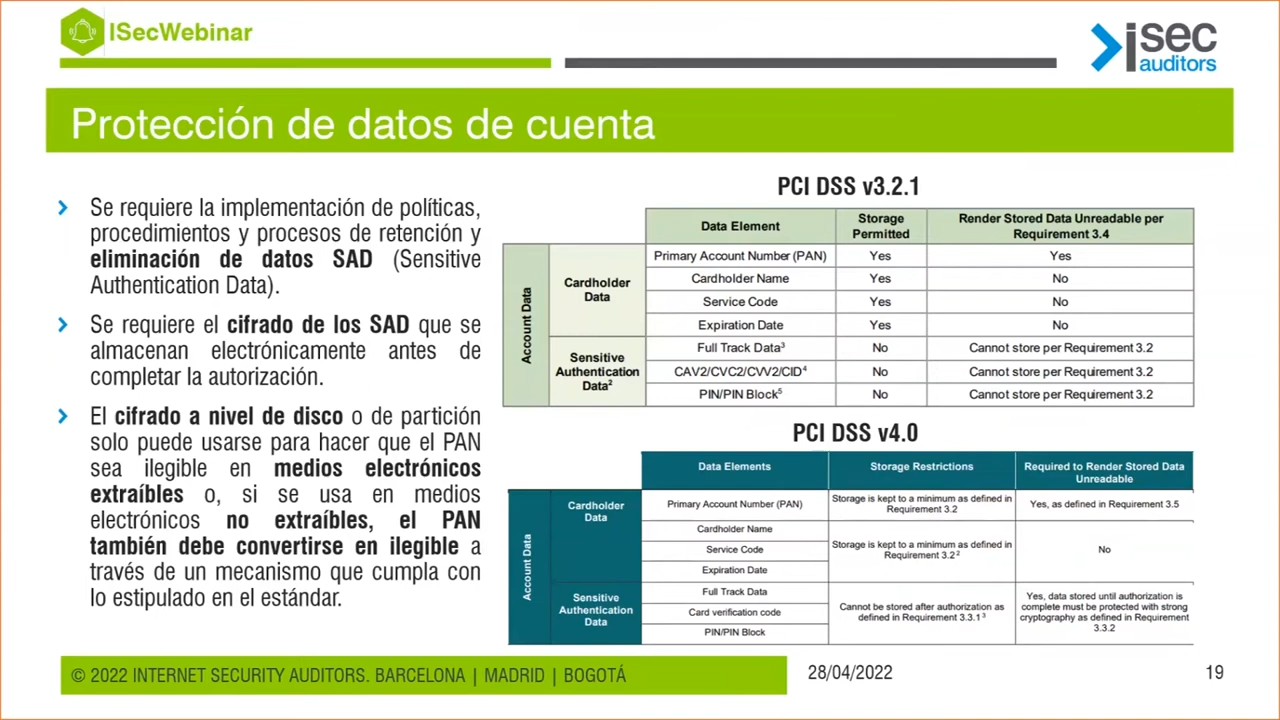 ISecWebinar
isec
auditors
Protección de datos de cuenta
Se requiere la implementación de políticas,
procedimientos y procesos de retención y
eliminación de datos SAD (Sensitive
Authentication Data).
Se requiere el cifrado de los SAD que se
almacenan electrónicamente antes de
completar la autorización.
El cifrado a nivel de disco o de partición
solo puede usarse para hacer que el PAN
sea ilegible en medios electrónicos
extraíbles o, si se usa en medios
electrónicos no extraíbles, el PAN
también debe convertirse en ilegible a
través de un mecanismo que cumpla con
lo estipulado en el estándar.
PCI DSS v3.2.1
Data Element
Storage
Permitted
Render Stored Data Unreadable per
Requirement 3.4
Account Data
Cardholder
Data
Primary Account Number (PAN) Yes Yes
Cardholder Name Yes No
Service Code Yes No
Expiration Date Yes No
Sensitive
Authentication
Data2
Full Track Data3 No Cannot store per Requirement 3.2
CAV2/CVC2/CVV2/CID4 No Cannot store per Requirement 3.2
PIN/PIN Block5 No Cannot store per Requirement 3.2
PCI DSS v4.0
Data Elements
Storage Restrictions
Required to Render Stored Data
Unreadable
Account Data
Cardholder
Data
Primary Account Number (PAN)
Storage is kept to a minimum as defined in
Requirement 3.2
Yes, as defined in Requirement 3.5
Cardholder Name
Service Code
Expiration Date
Storage is kept to a minimum as defined in
Requirement 3.2²
No
Sensitive
Authentication
Data
Full Track Data
Card verification code
PIN/PIN Block
Cannot be stored after authorization as
defined in Requirement 3.3.1³
Yes, data stored until authorization is
complete must be protected with strong
cryptography as defined in Requirement
3.3.2
© 2022 INTERNET SECURITY AUDITORS. BARCELONA | MADRID | BOGOTÁ
28/04/2022
19